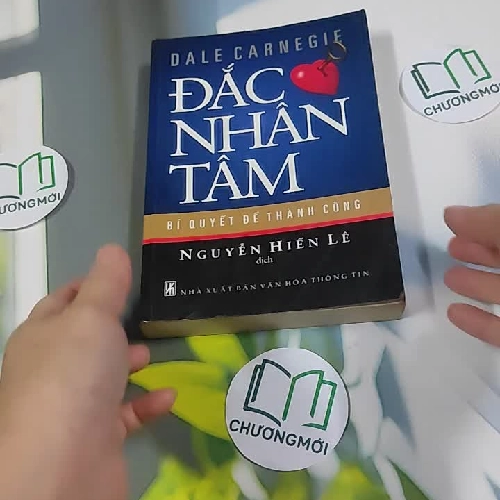 DALE CARNEGIE
ĐẮC
NHÂN
TÂM
BÍ QUYẾT ĐỂ THÀNH CÔNG
NGUYỄN HIẾN LÊ
dịch
NHÀ XUẤT BẢN VĂN HÓA THÔNG TIN
CHƯƠNGMỚI
ƯƠNGMỚI
CHƯƠNGMỚI